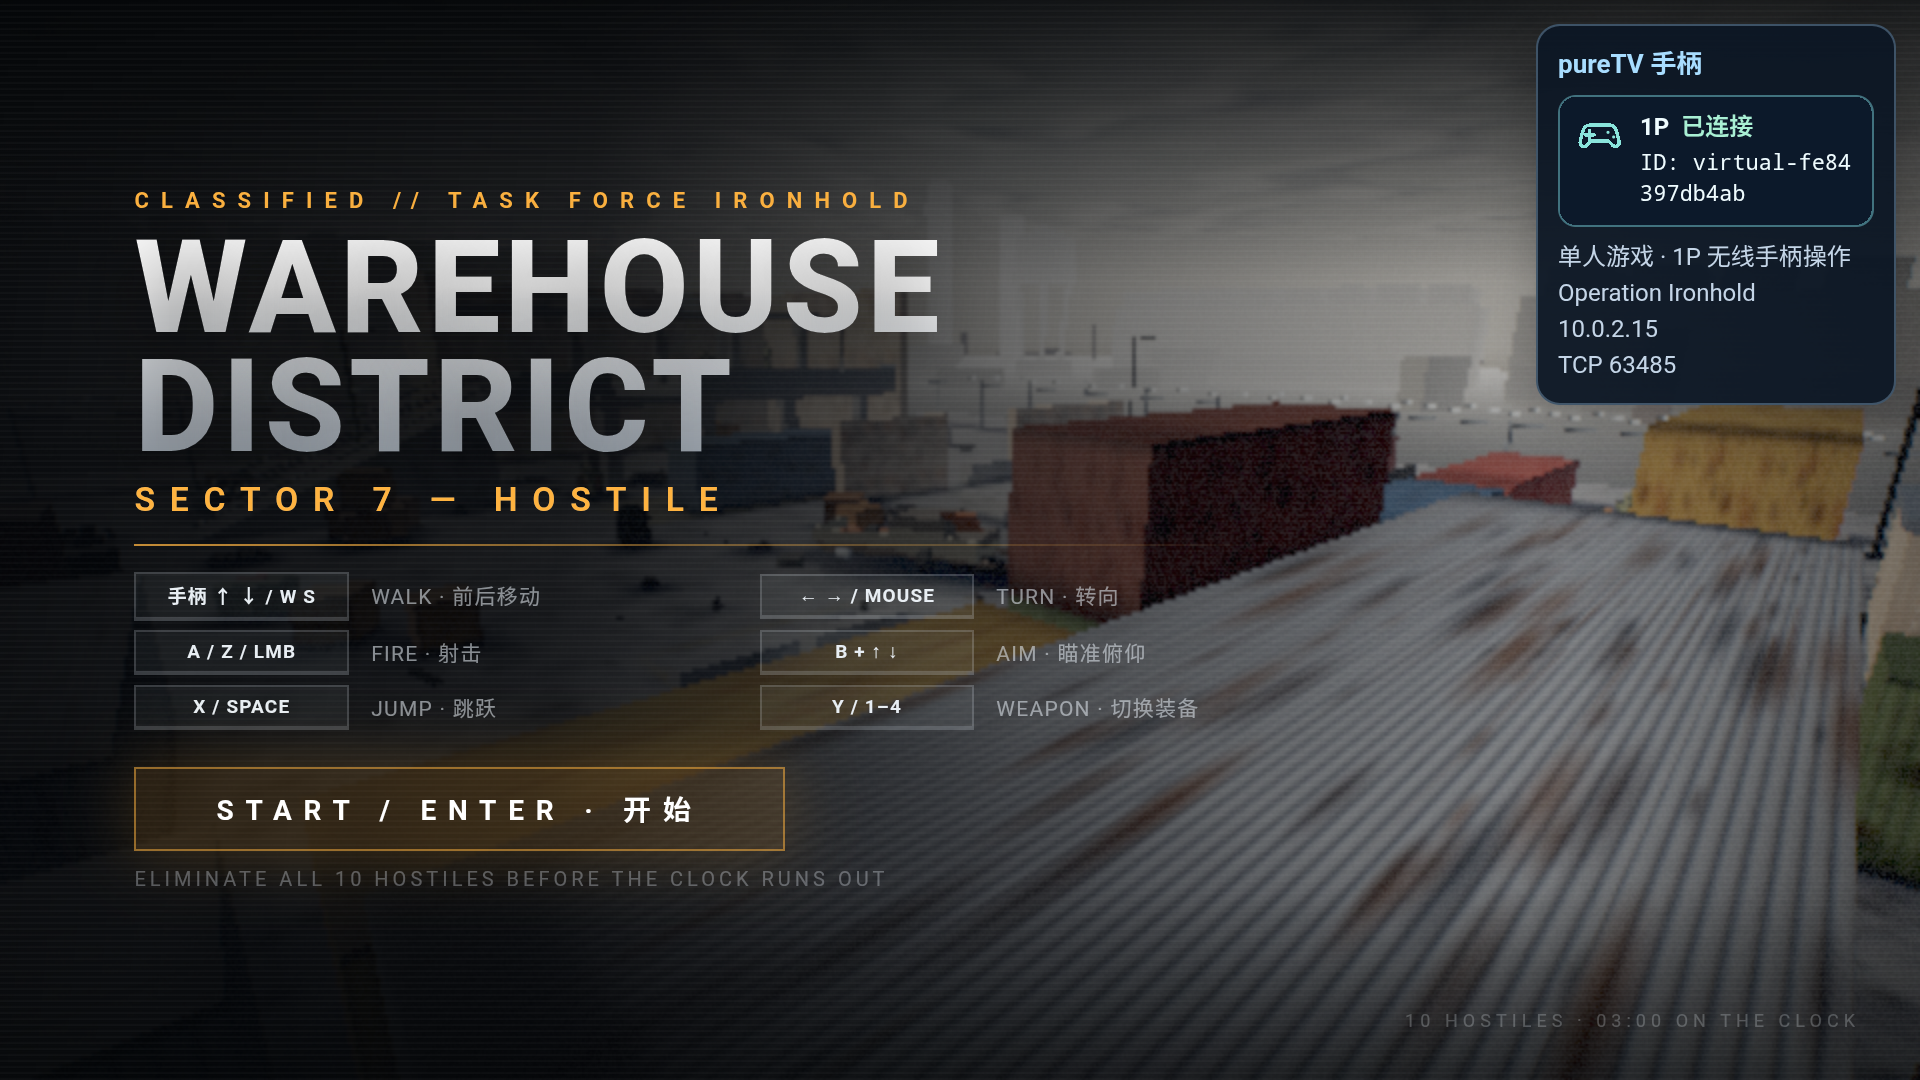 CLASSIFIED // TASK FORCE IRONHOLD
WAREHOUSE
DISTRICT
SECTOR 7 — HOSTILE
手柄 ↑ ↓ / W S
WALK · 前后移动
← → / MOUSE
TURN · 转向
A / Z / LMB
FIRE · 射击
B + ↑ ↓
AIM · 瞄准俯仰
X / SPACE
JUMP · 跳跃
Y / 1–4
WEAPON · 切换装备
START / ENTER · 开始
ELIMINATE ALL 10 HOSTILES BEFORE THE CLOCK RUNS OUT
pureTV 手柄
1P 已连接
ID: virtual-fe84
397db4ab
单人游戏 · 1P 无线手柄操作
Operation Ironhold
10.0.2.15
TCP 63485
10 HOSTILES · 03:00 ON THE CLOCK